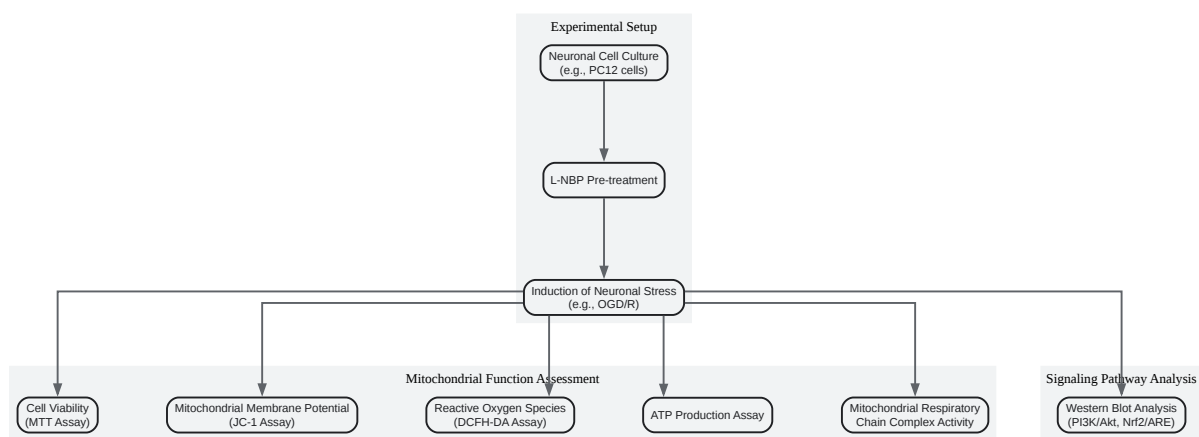 Experimental Setup
Neuronal Cell Culture
(e.g., PC12 cells)
L-NBP Pre-treatment
Induction of Neuronal Stress
(e.g., OGD/R)
Mitochondrial Function Assessment
Signaling Pathway Analysis
Cell Viability
(MTT Assay)
Mitochondrial Membrane Potential
(JC-1 Assay)
Reactive Oxygen Species
(DCFH-DA Assay)
ATP Production Assay
Mitochondrial Respiratory
Chain Complex Activity
Western Blot Analysis
(PI3K/Akt, Nrf2/ARE)